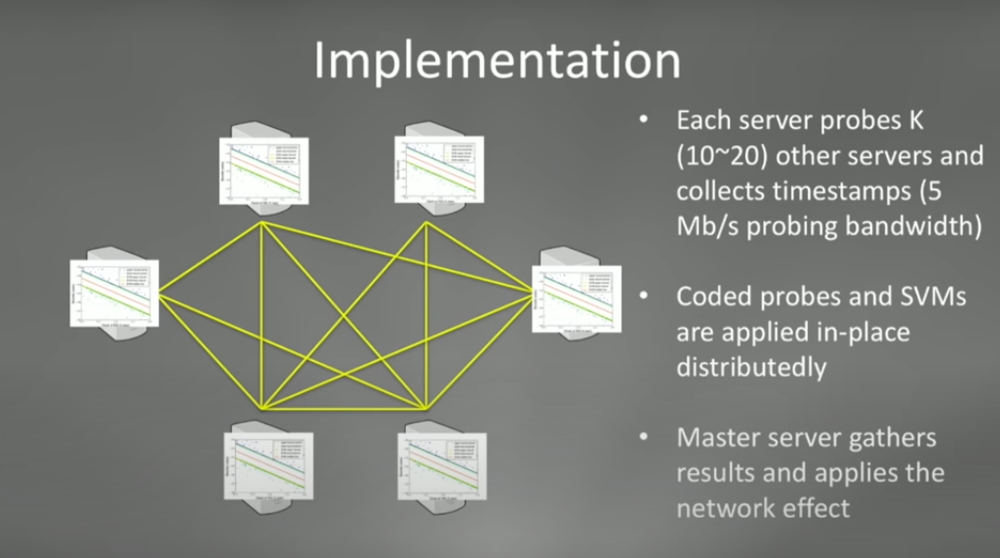 Implementation
• Each server probes K
(10~20) other servers and
collects timestamps (5
Mb/s probing bandwidth)
• Coded probes and SVMs
are applied in-place
distributedly
• Master server gathers
results and applies the
network effect